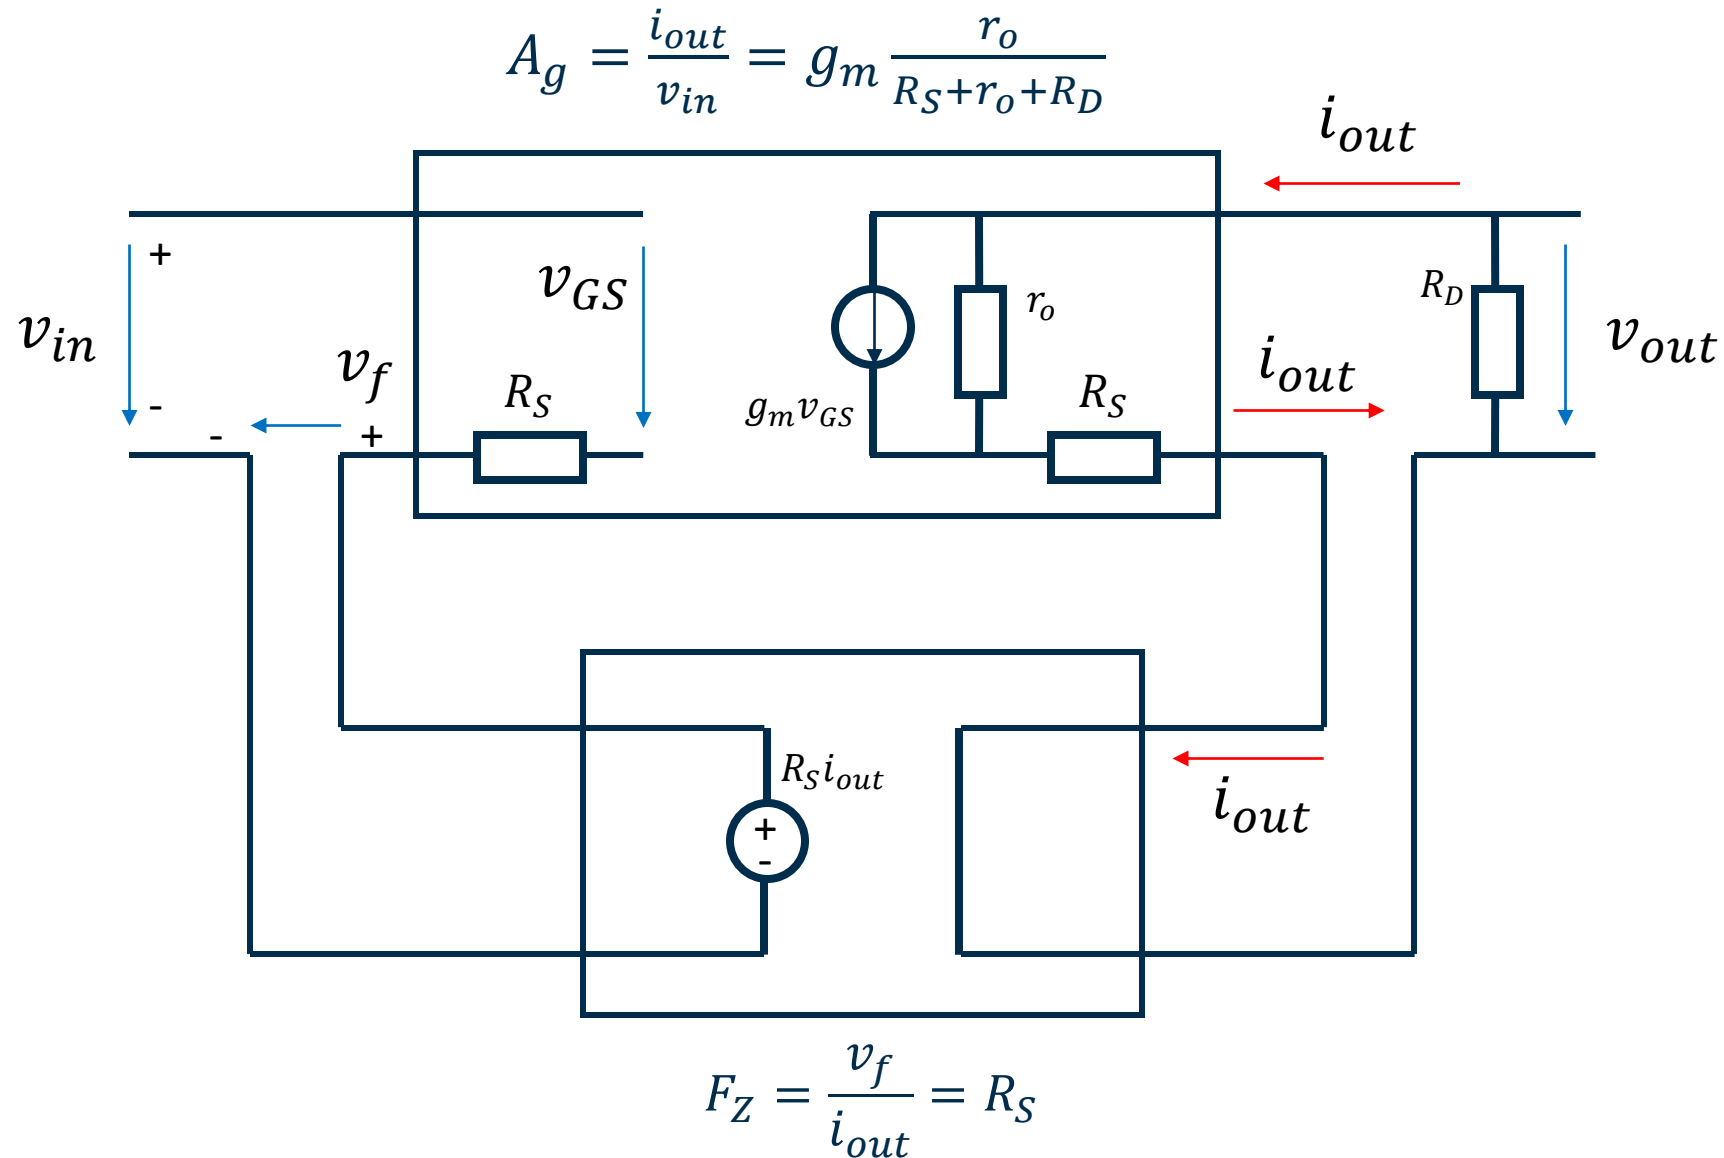 A_g = i_out / v_in = g_m r_o / (R_S+r_o+R_D)
i_out
+
v_in
-
v_f
-
+
v_GS
R_S
g_m v_GS
r_o
R_S
i_out
R_D
v_out
R_S i_out
+
-
i_out
F_Z = v_f / i_out = R_S